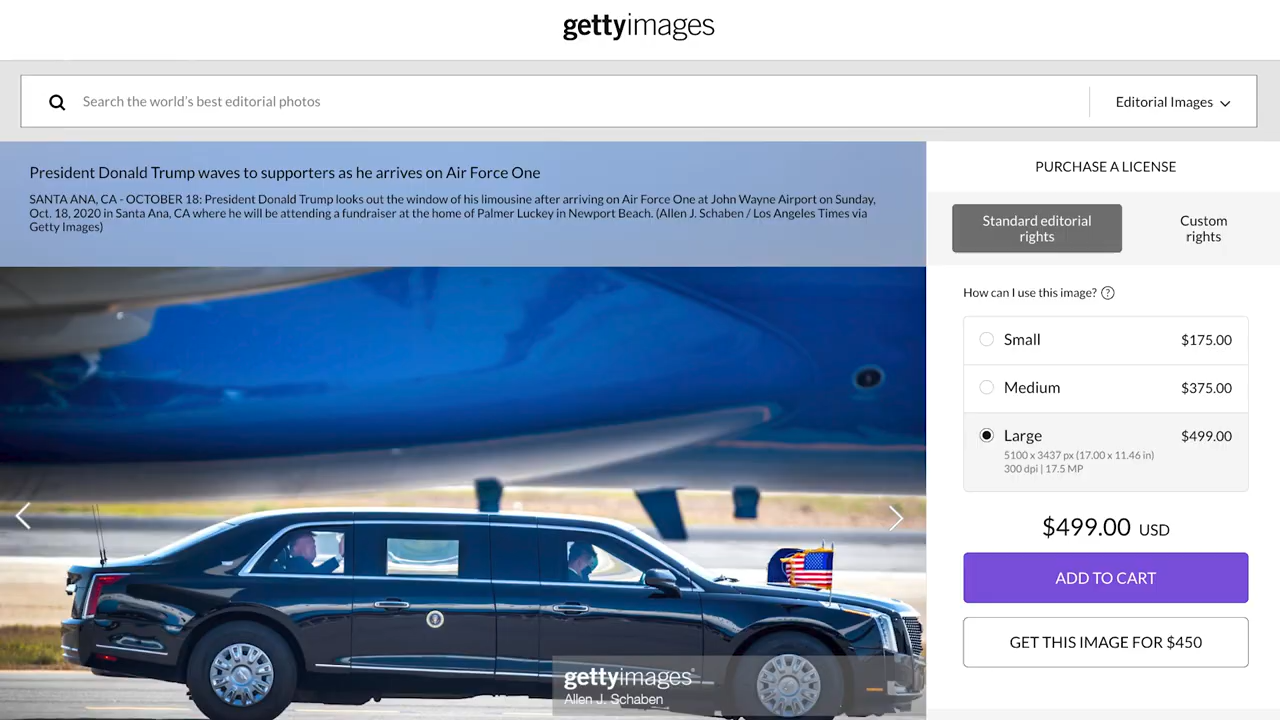 gettyimages
Search the world's best editorial photos
Editorial Images
President Donald Trump waves to supporters as he arrives on Air Force One
SANTA ANA, CA - OCTOBER 18: President Donald Trump looks out the window of his limousine after arriving on Air Force One at John Wayne Airport on Sunday,
Oct. 18, 2020 in Santa Ana, CA where he will be attending a fundraiser at the home of Palmer Luckey in Newport Beach. (Allen J. Schaben / Los Angeles Times via
Getty Images)
PURCHASE A LICENSE
Standard editorial
rights
Custom
rights
How can I use this image? ?
Small $175.00
Medium $375.00
Large $499.00
5100 x 3437 px (17.00 x 11.46 in)
300 dpi | 17.5 MP
$499.00 USD
ADD TO CART
GET THIS IMAGE FOR $450
gettyimages®
Allen J. Schaben